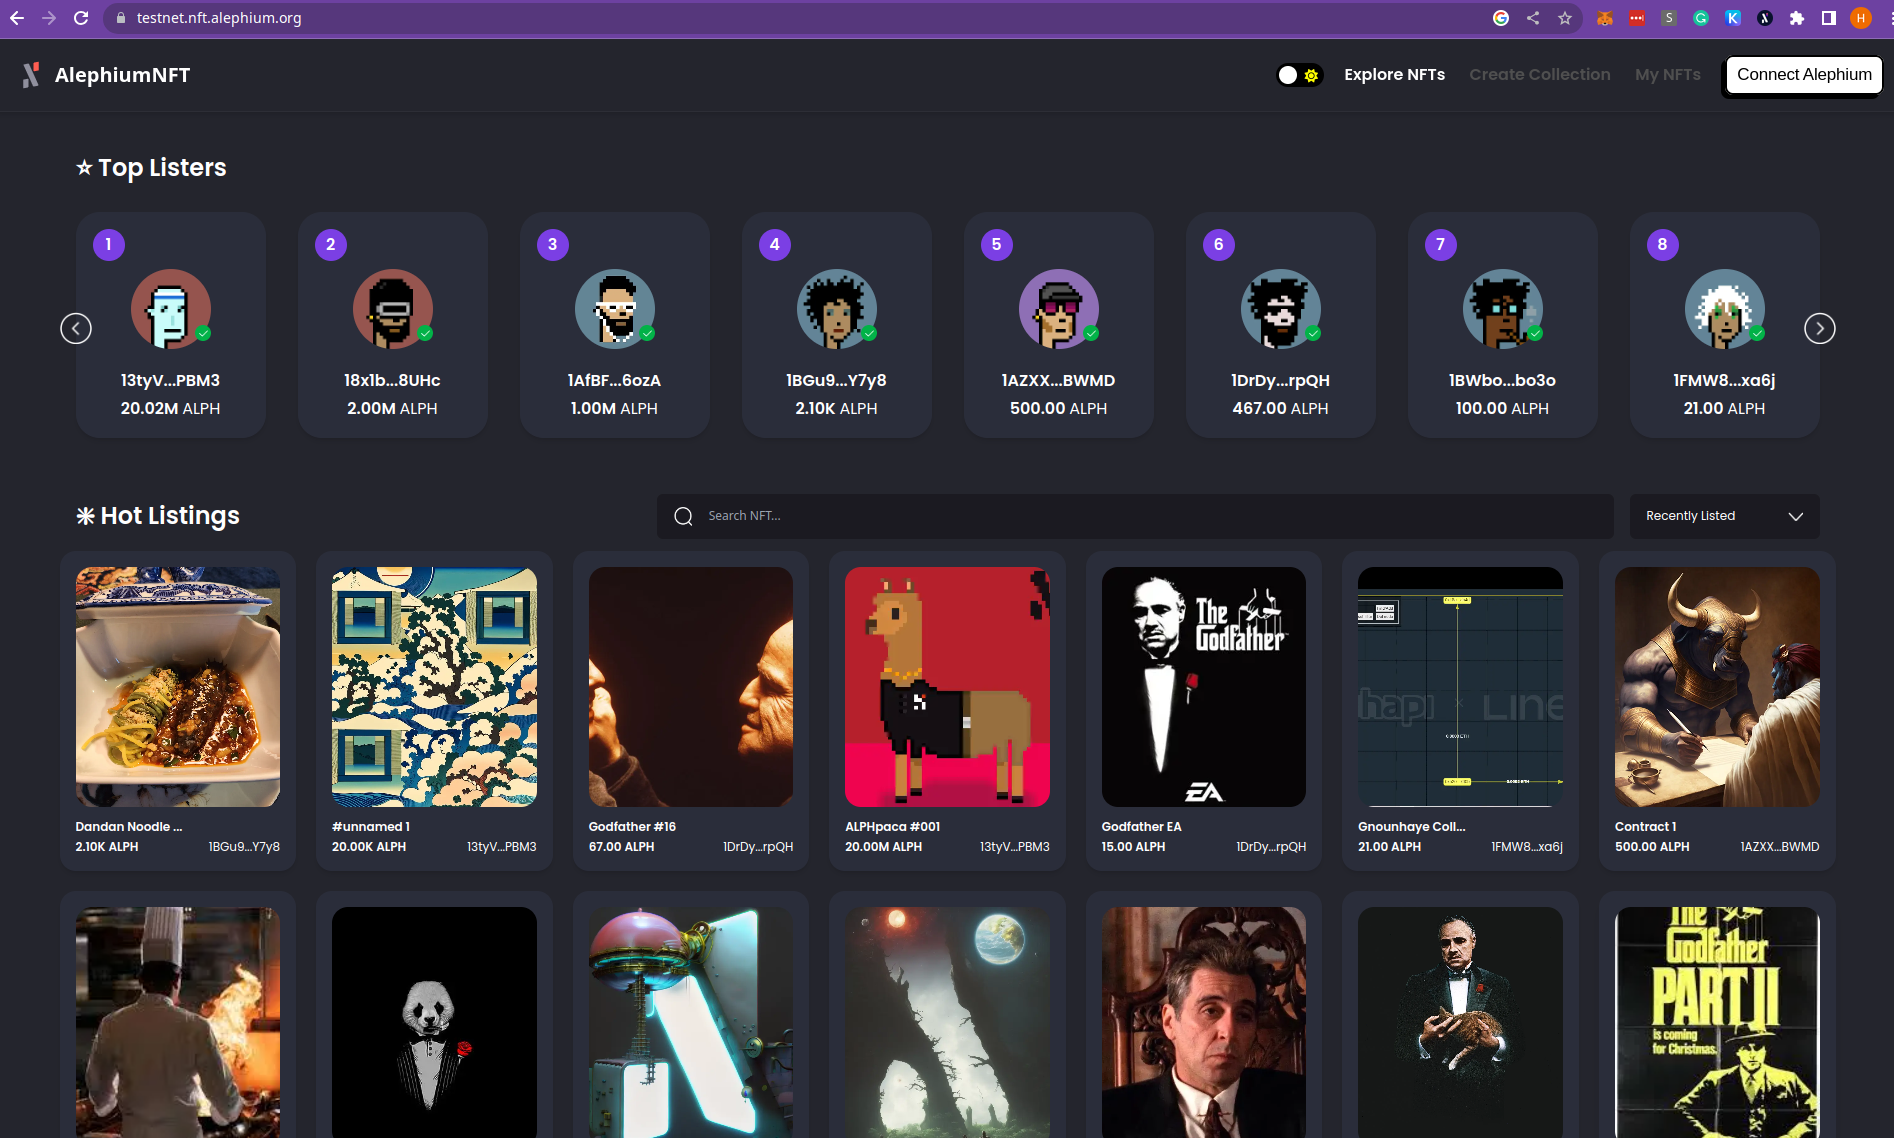 testnet.nft.alephium.org
S
K
H
AlephiumNFT
Explore NFTs
Create Collection
My NFTs
Connect Alephium
Top Listers
1
2
3
4
5
6
7
8
13tyV...PBM3
18x1b...8UHc
1AfBF...6ozA
1BGu9...Y7y8
1AZXX...BWMD
1DrDy...rpQH
1BWbo...bo3o
1FMW8...xa6j
20.02M ALPH
2.00M ALPH
1.00M ALPH
2.10K ALPH
500.00 ALPH
467.00 ALPH
100.00 ALPH
21.00 ALPH
Hot Listings
Search NFT...
Recently Listed
The
Godfather
EA
hapi
LINE
Dandan Noodle ...
2.10K ALPH
1BGu9...Y7y8
#unnamed 1
20.00K ALPH
13tyV...PBM3
Godfather #16
67.00 ALPH
1DrDy...rpQH
ALPHpaca #001
20.00M ALPH
13tyV...PBM3
Godfather EA
15.00 ALPH
1DrDy...rpQH
Gnounhaye Coll...
21.00 ALPH
1FMW8...xa6j
Contract 1
500.00 ALPH
1AZXX...BWMD
The
Godfather
PART II
is coming
for Christmas.